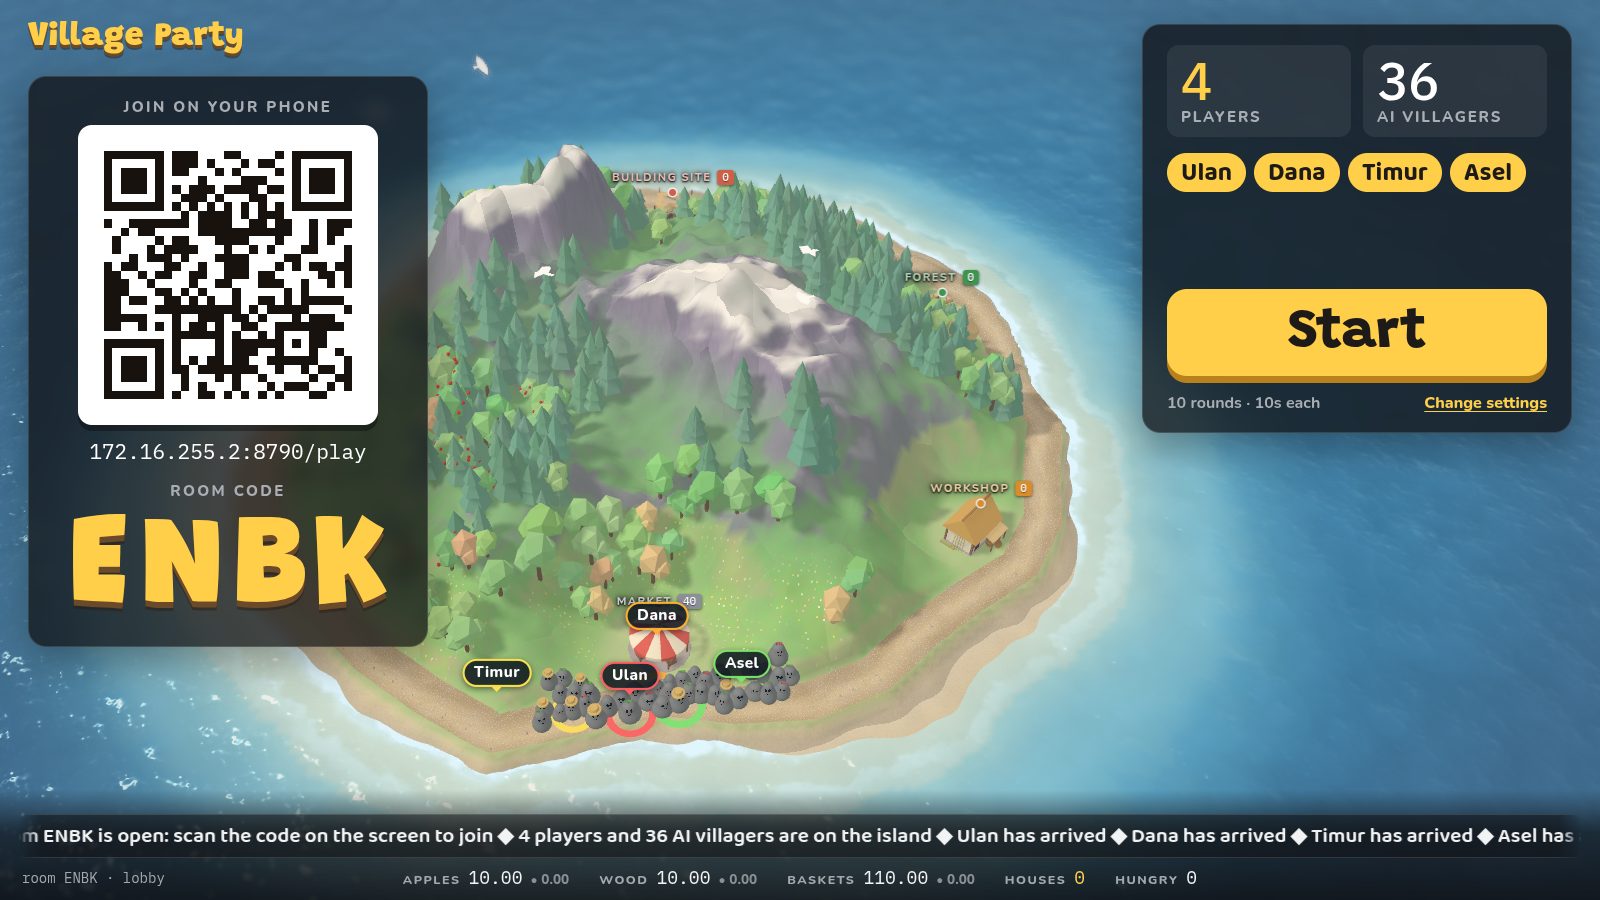 Village Party
JOIN ON YOUR PHONE
172.16.255.2:8790/play
ROOM CODE
ENBK
4
PLAYERS
36
AI VILLAGERS
Ulan Dana Timur Asel
Start
10 rounds · 10s each Change settings
BUILDING SITE 0
FOREST 0
WORKSHOP 0
MARKET 40
Dana
Asel
Timur
Ulan
m ENBK is open: scan the code on the screen to join ◆ 4 players and 36 AI villagers are on the island ◆ Ulan has arrived ◆ Dana has arrived ◆ Timur has arrived ◆ Asel has
room ENBK · lobby
APPLES 10.00 • 0.00 WOOD 10.00 • 0.00 BASKETS 110.00 • 0.00 HOUSES 0 HUNGRY 0